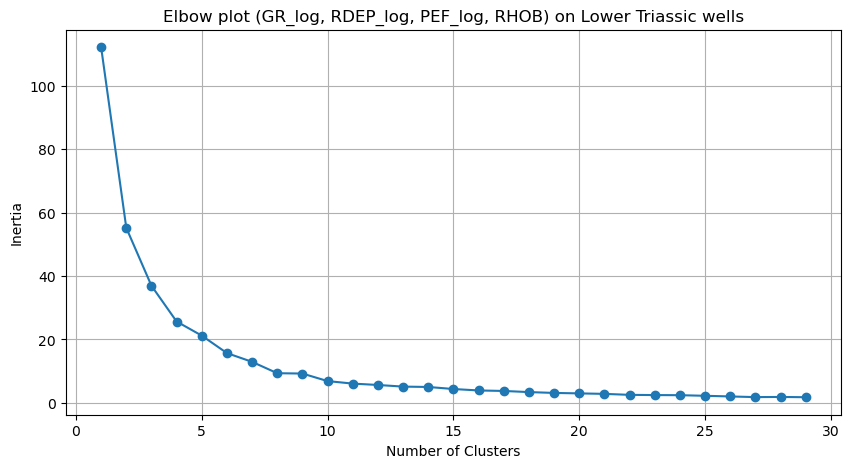 Elbow plot (GR_log, RDEP_log, PEF_log, RHOB) on Lower Triassic wells
Inertia
100
80
60
40
20
0
0 5 10 15 20 25 30
Number of Clusters